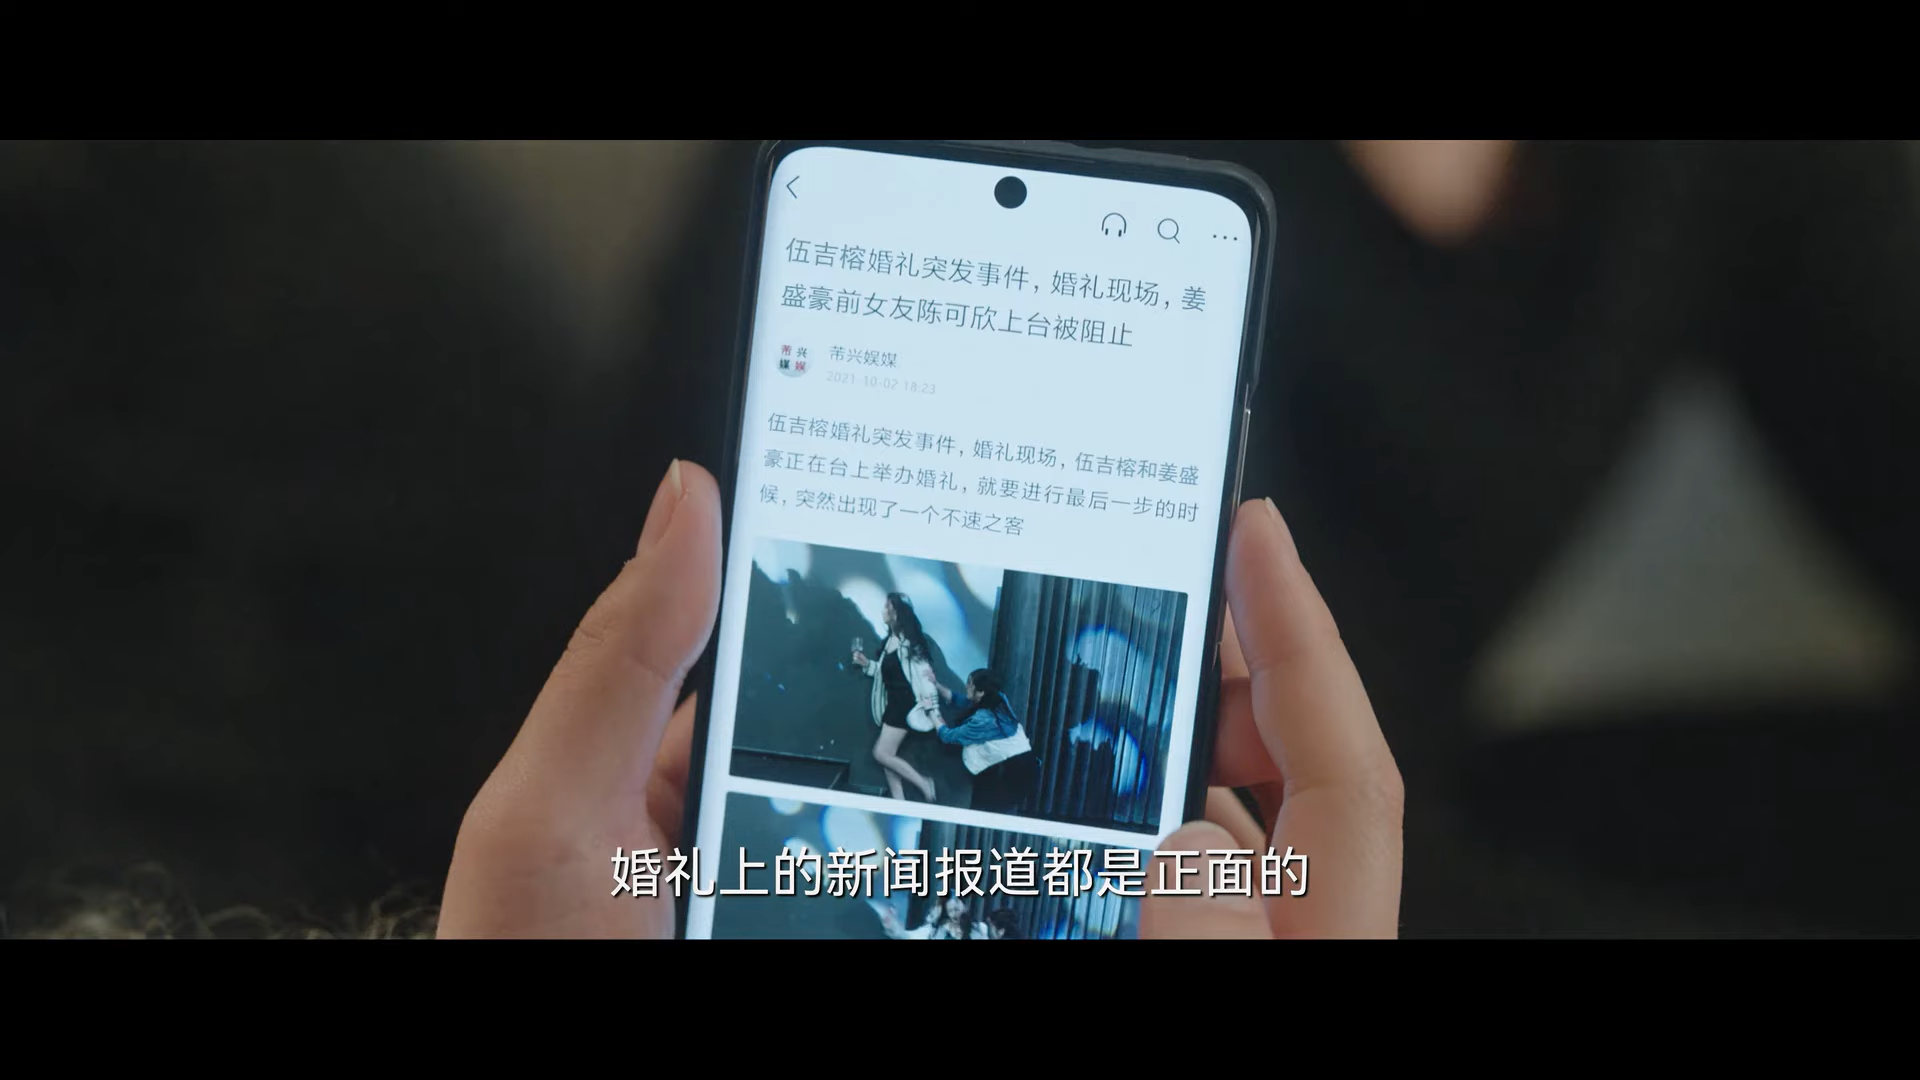 伍吉榕婚礼突发事件，婚礼现场，姜
盛豪前女友陈可欣上台被阻止
芾兴娱媒
2021-10-02 18:23
伍吉榕婚礼突发事件，婚礼现场，伍吉榕和姜盛
豪正在台上举办婚礼，就要进行最后一步的时
候，突然出现了一个不速之客
婚礼上的新闻报道都是正面的